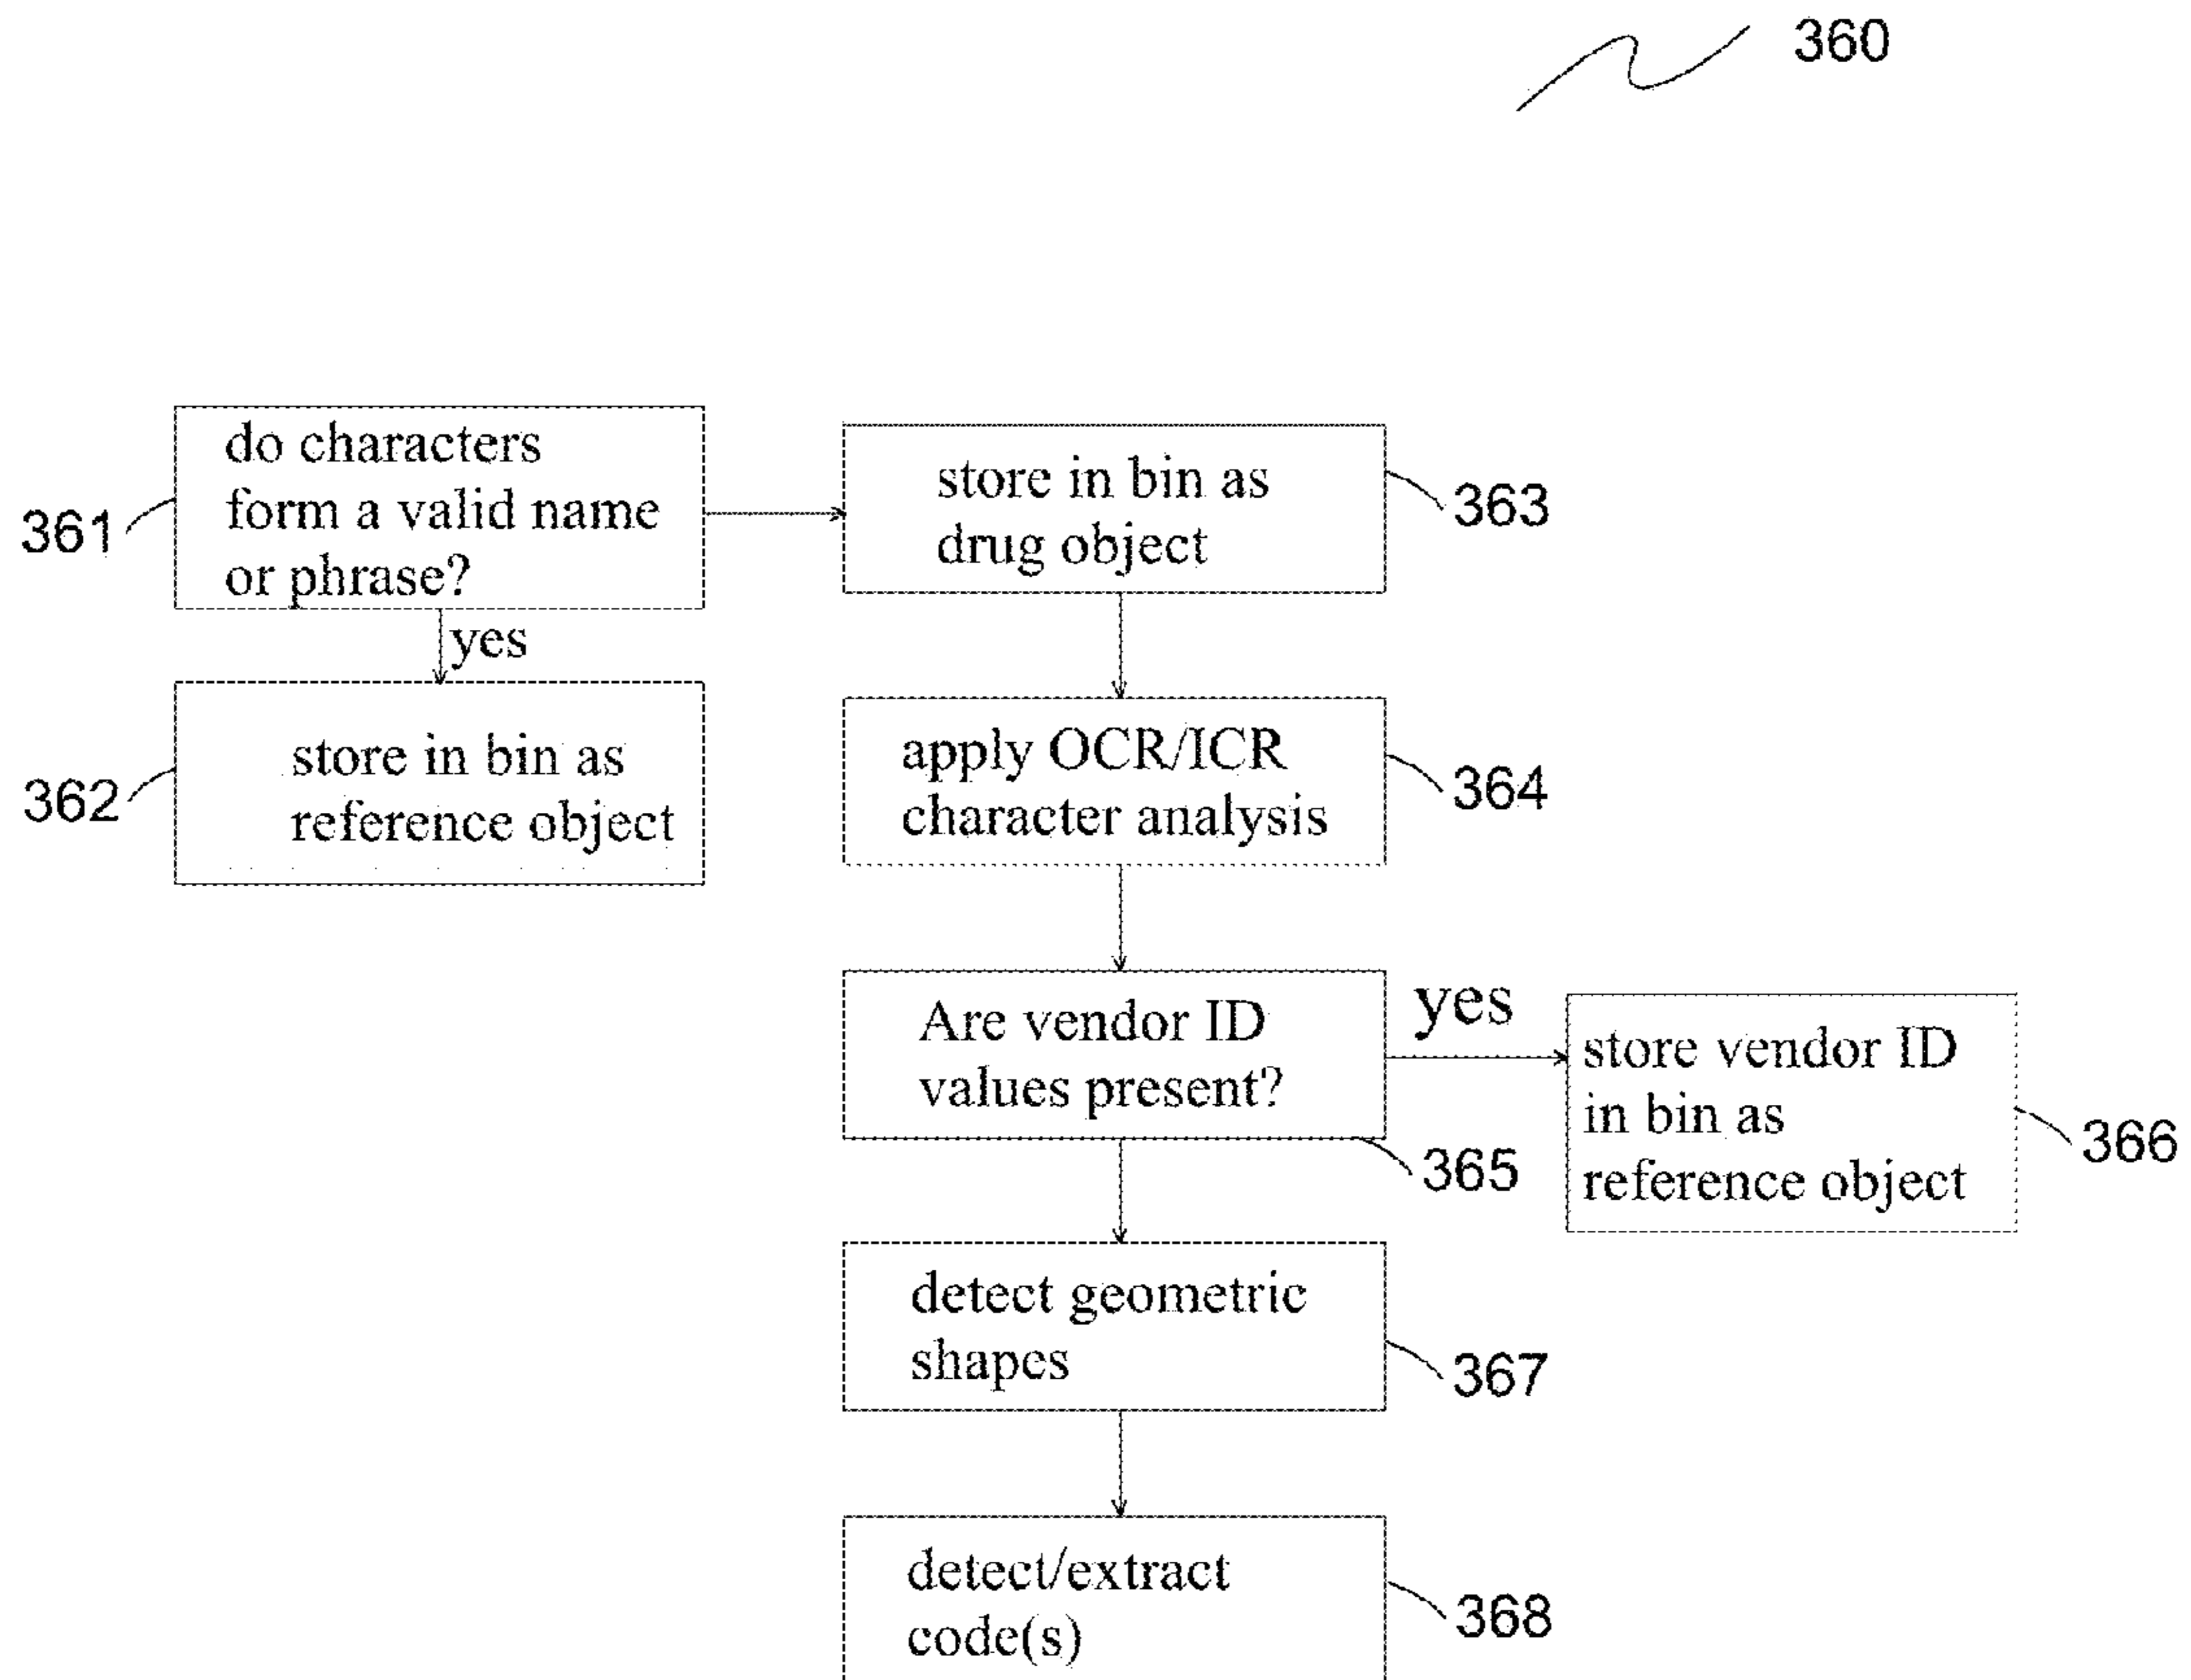 360
do characters
form a valid name
or phrase?
361
yes
store in bin as
reference object
362
store in bin as
drug object
363
apply OCR/ICR
character analysis
364
Are vendor ID
values present?
365
yes
store vendor ID
in bin as
reference object
366
detect geometric
shapes
367
detect/extract
code(s)
368